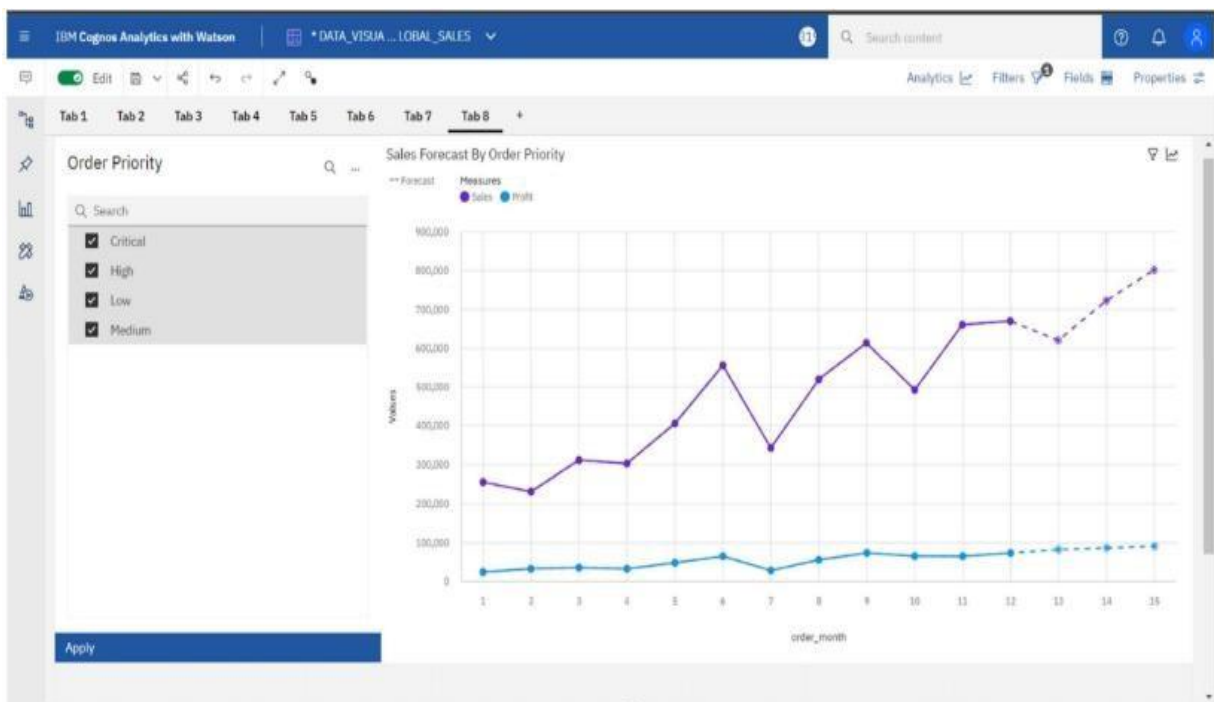 IBM Cognos Analytics with Watson
* DATA_VISUA ... LOBAL_SALES
Search content
Edit
Analytics
Filters
Fields
Properties
Tab 1 Tab 2 Tab 3 Tab 4 Tab 5 Tab 6 Tab 7 Tab 8 +
Order Priority
...
Search
Critical
High
Low
Medium
Apply
Sales Forecast By Order Priority
Forecast
Measures
Sales Profit
Values
900,000
800,000
700,000
600,000
500,000
400,000
300,000
200,000
100,000
0
1 2 3 4 5 6 7 8 9 10 11 12 13 14 15
order_month